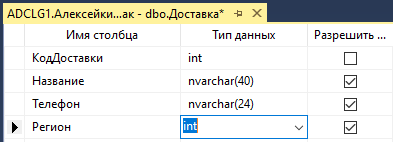 ADCLG1.Алексейки...ак - dbo.Доставка*
Имя столбца Тип данных Разрешить ...
КодДоставки int
Название nvarchar(40)
Телефон nvarchar(24)
Регион int